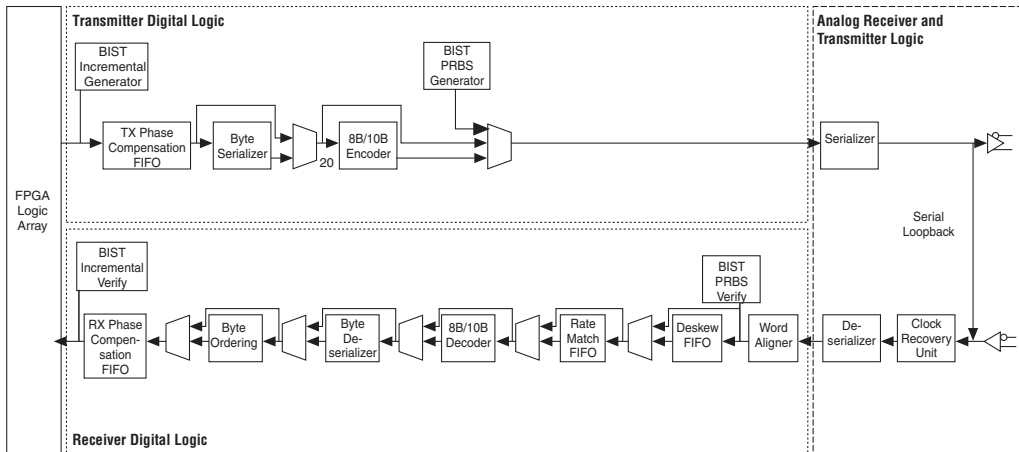 Transmitter Digital Logic
Analog Receiver and
Transmitter Logic
BIST
Incremental
Generator
BIST
PRBS
Generator
TX Phase
Compensation
FIFO
Byte
Serializer
20
8B/10B
Encoder
Serializer
FPGA
Logic
Array
Serial
Loopback
BIST
Incremental
Verify
BIST
PRBS
Verify
RX Phase
Compen-
sation
FIFO
Byte
Ordering
Byte
De-
serializer
8B/10B
Decoder
Rate
Match
FIFO
Deskew
FIFO
Word
Aligner
De-
serializer
Clock
Recovery
Unit
Receiver Digital Logic